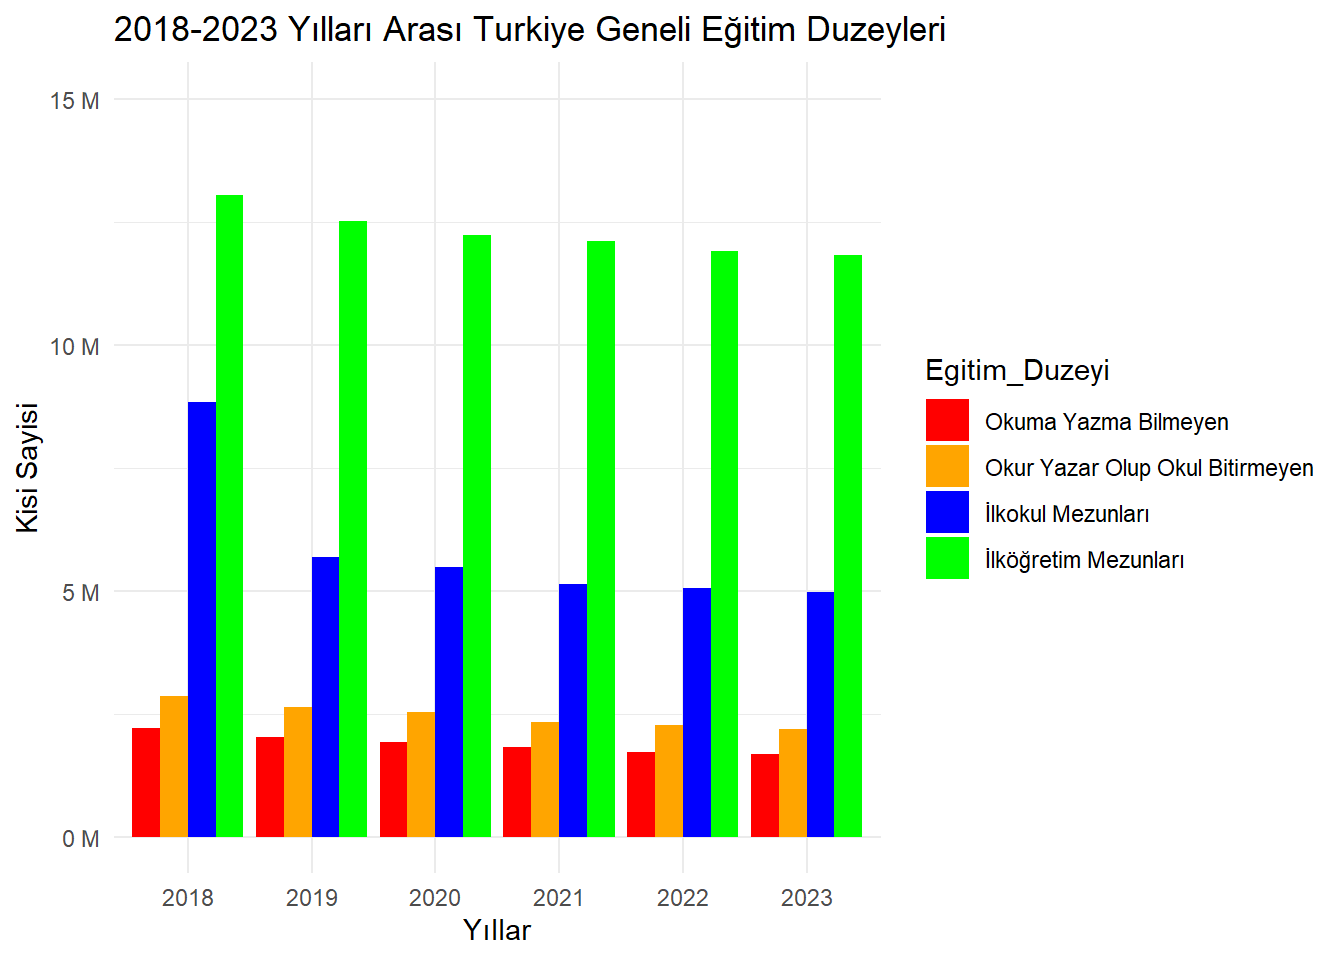 2018-2023 Yılları Arası Turkiye Geneli Eğitim Duzeyleri
15 M
10 M
5 M
0 M
Kisi Sayisi
2018 2019 2020 2021 2022 2023
Yıllar
Egitim_Duzeyi
Okuma Yazma Bilmeyen
Okur Yazar Olup Okul Bitirmeyen
İlkokul Mezunları
İlköğretim Mezunları